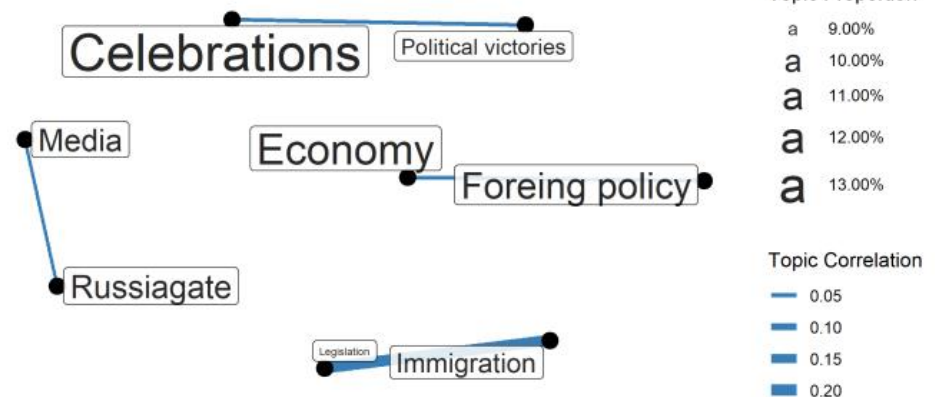 Celebrations
Political victories
Media
Economy
Foreing policy
Russiagate
Legislation
Immigration
a 9.00%
a 10.00%
a 11.00%
a 12.00%
a 13.00%
Topic Correlation
0.05
0.10
0.15
0.20